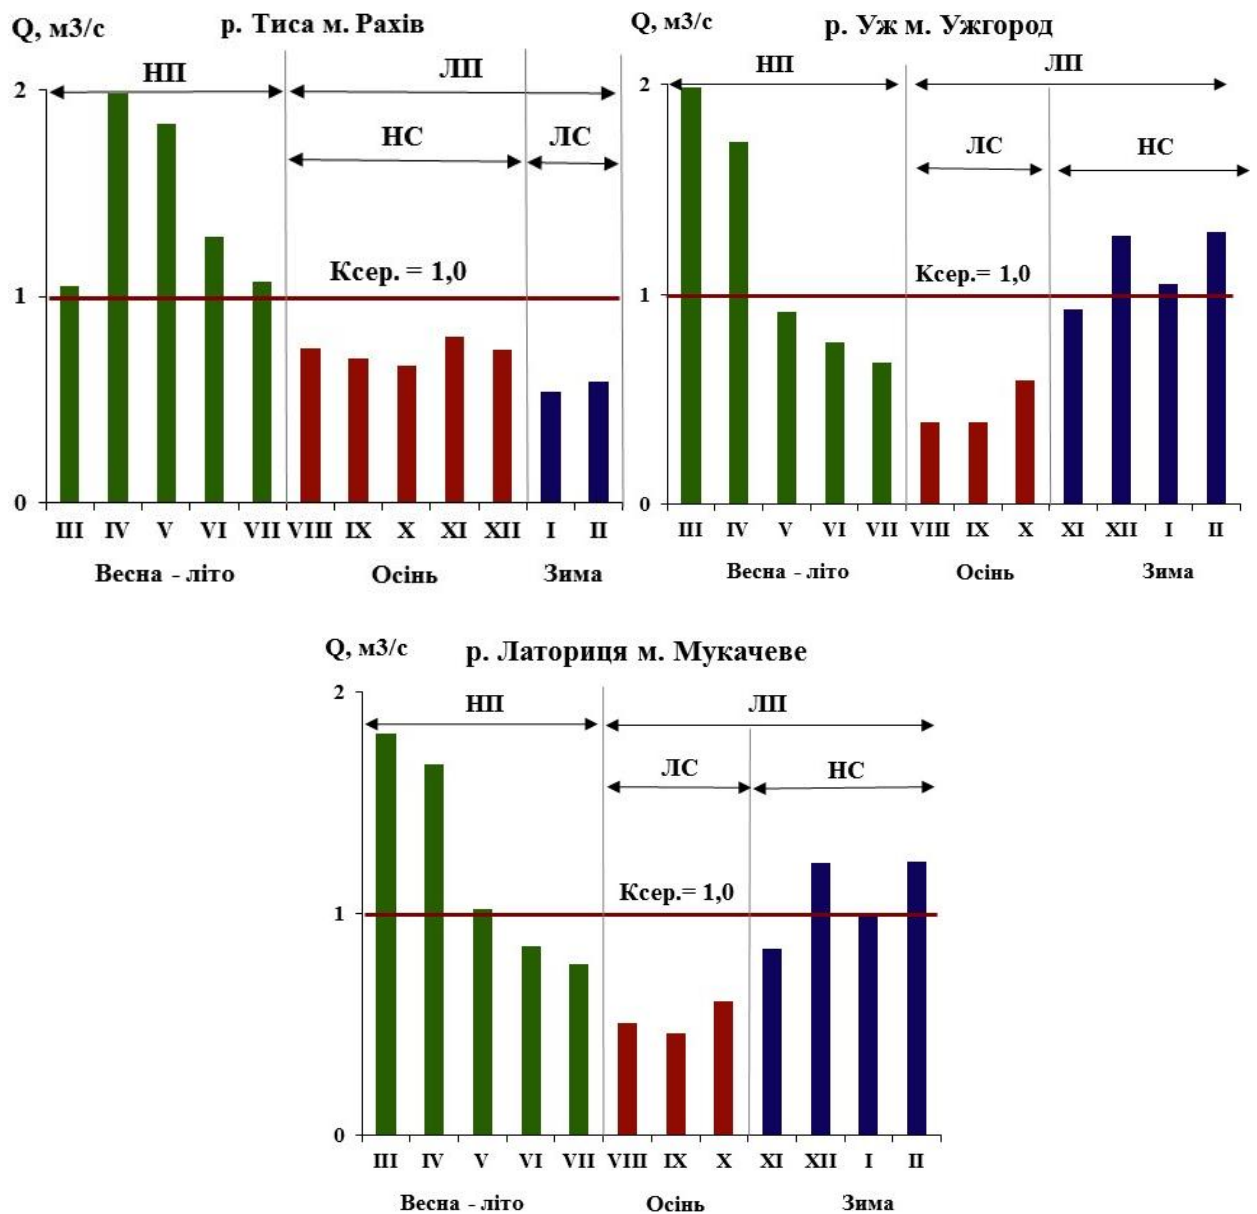 Q, м3/с
р. Тиса м. Рахів
НП
ЛП
НС
ЛС
2
Ксер. = 1,0
1
0
III IV V VI VII VIII IX X XI XII I II
Весна - літо Осінь Зима
Q, м3/с
р. Уж м. Ужгород
НП
ЛП
ЛС
НС
2
Ксер.= 1,0
1
0
III IV V VI VII VIII IX X XI XII I II
Весна - літо Осінь Зима
Q, м3/с
р. Латориця м. Мукачеве
НП
ЛП
ЛС
НС
2
Ксер.= 1,0
1
0
III IV V VI VII VIII IX X XI XII I II
Весна - літо Осінь Зима